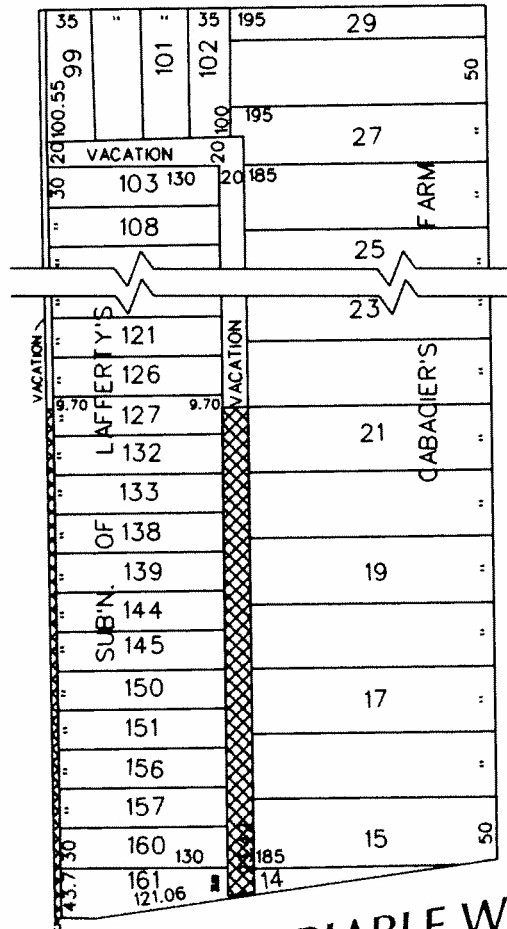 35 " 35 195 29
99 101 102
100.55 100 50
195
20 VACATION 20 27 "
30 103 130 20 185 "
FARM
" 108
25 "
23 "
VACATION " 121 VACATION
" 126 "
9.70 127 9.70
21 "
" 132
" 133 "
" 138
" 139 19 "
" 144
" 145 "
" 150
17 "
" 151
" 156 "
" 157
30 160 130 185 15 50
43.7 161 121.06 14
SUB'N. OF LAFFERTY'S
CABACIER'S